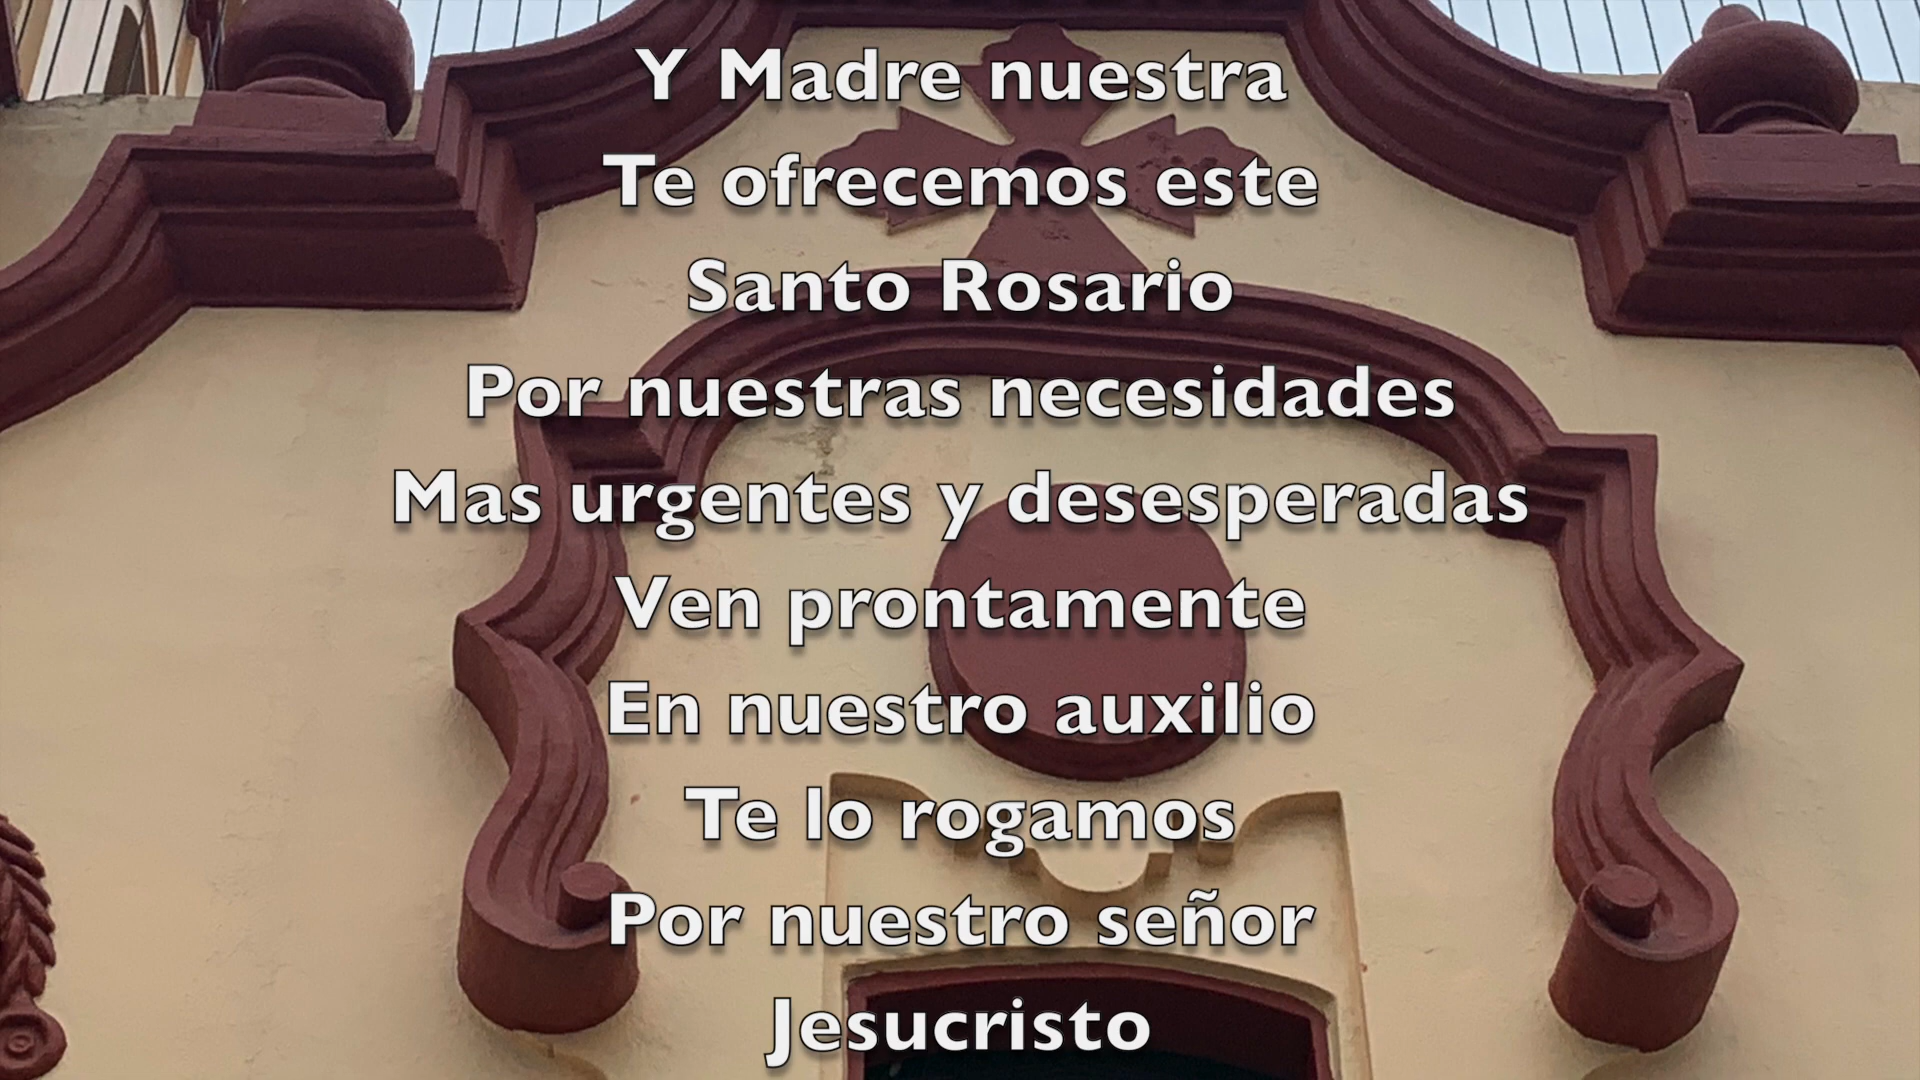 Y Madre nuestra
Te ofrecemos este
Santo Rosario
Por nuestras necesidades
Mas urgentes y desesperadas
Ven prontamente
En nuestro auxilio
Te lo rogamos
Por nuestro señor
Jesucristo